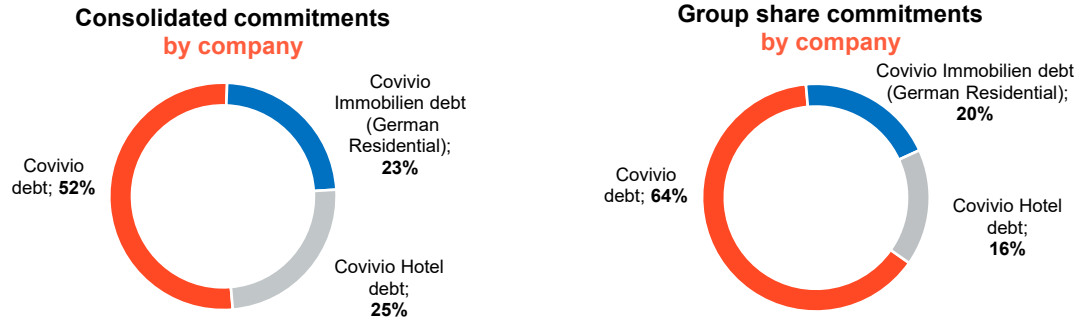 Consolidated commitments
by company
Covivio
Immobilien debt
(German
Residential);
23%
Covivio
debt; 52%
Covivio Hotel
debt;
25%
Group share commitments
by company
Covivio Immobilien debt
(German Residential);
20%
Covivio
debt; 64%
Covivio Hotel
debt;
16%